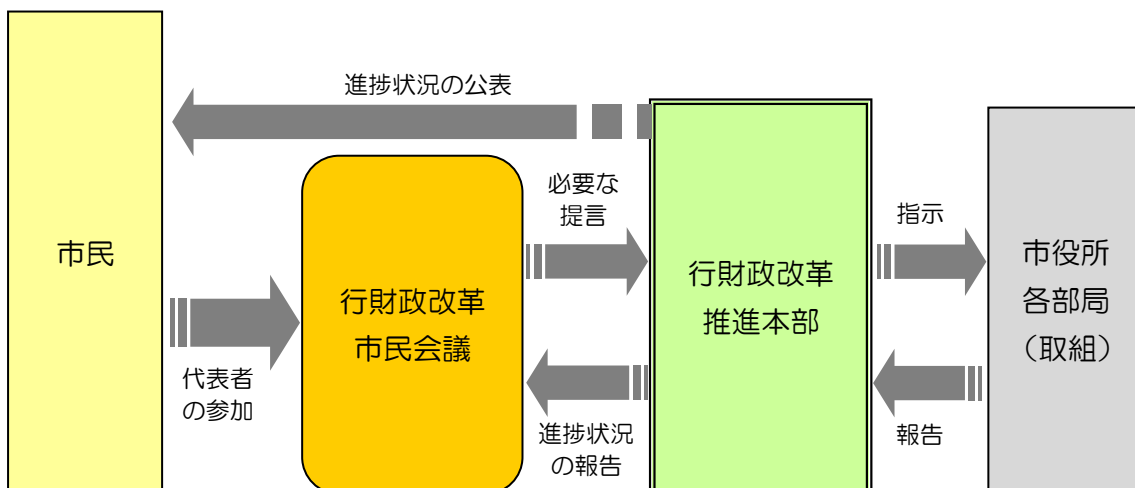 進捗状況の公表
市民
代表者
の参加
行財政改革
市民会議
必要な
提言
進捗状況
の報告
行財政改革
推進本部
指示
報告
市役所
各部局
（取組）